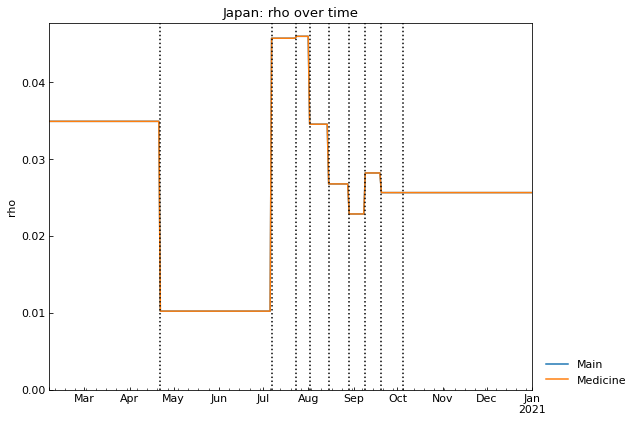 Japan: rho over time
0.04
0.03
0.02
0.01
0.00
rho
Mar Apr May Jun Jul Aug Sep Oct Nov Dec Jan
2021
Main
Medicine